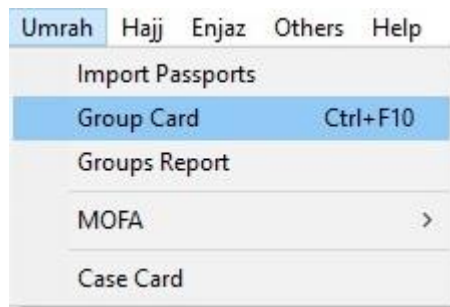 Umrah Hajj Enjaz Others Help
Import Passports
Group Card Ctrl+F10
Groups Report
MOFA >
Case Card